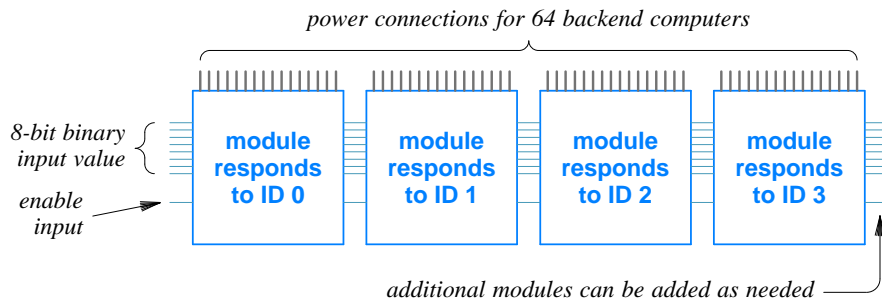 power connections for 64 backend computers
8-bit binary
input value
enable
input
module
responds
to ID 0
module
responds
to ID 1
module
responds
to ID 2
module
responds
to ID 3
additional modules can be added as needed